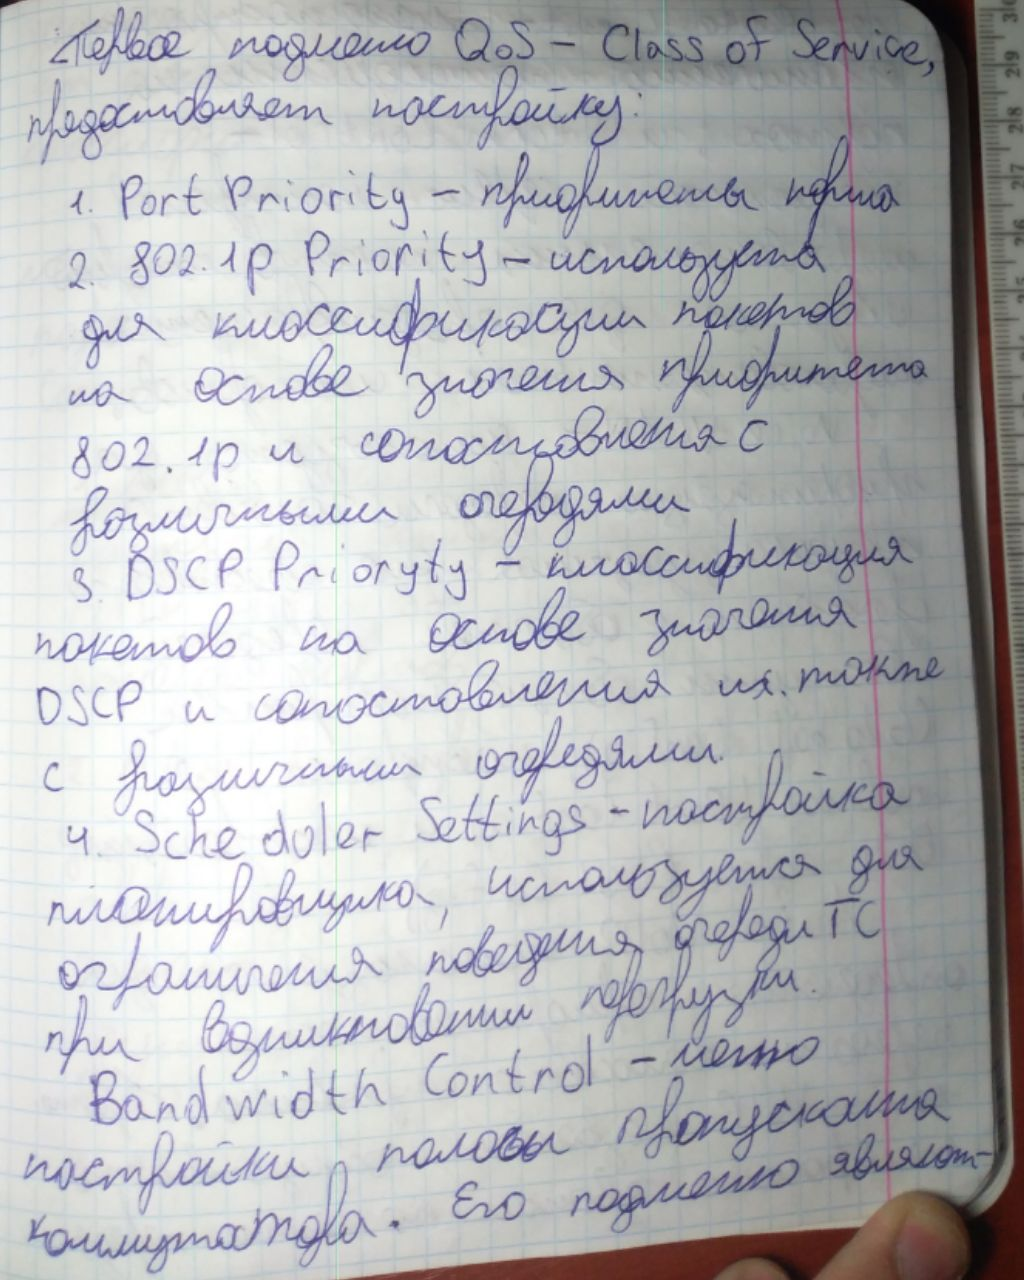 Первое подменю QoS – Class of Service,
предоставляет настройку:
1. Port Priority – приоритеты порта
2. 802.1p Priority – используется
для классификации пакетов
на основе значения приоритета
802.1p и сопоставления с
различными очередями
3. DSCP Prioryty – классификация
пакетов на основе значения
DSCP и сопоставления их также
с различными очередями.
4. Scheduler Settings – настройка
планировщика, используется для
ограничения поведения очереди TC
при возникновении перегрузки.
Bandwidth Control – меню
настройки полосы пропускания
коммутатора. Его подменю являют-